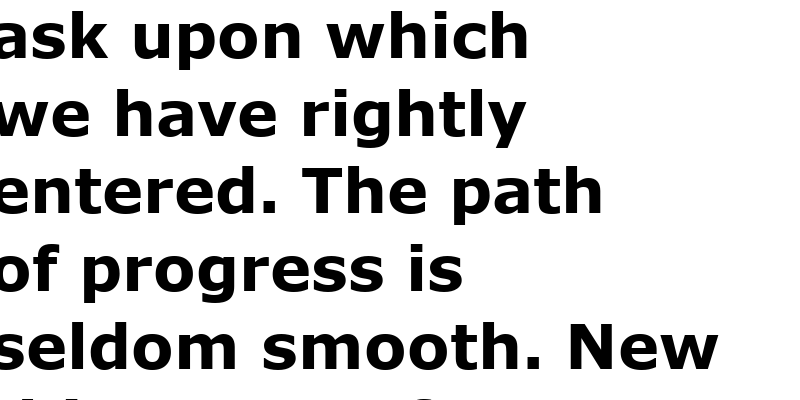 ask upon which
we have rightly
entered. The path
of progress is
seldom smooth. New